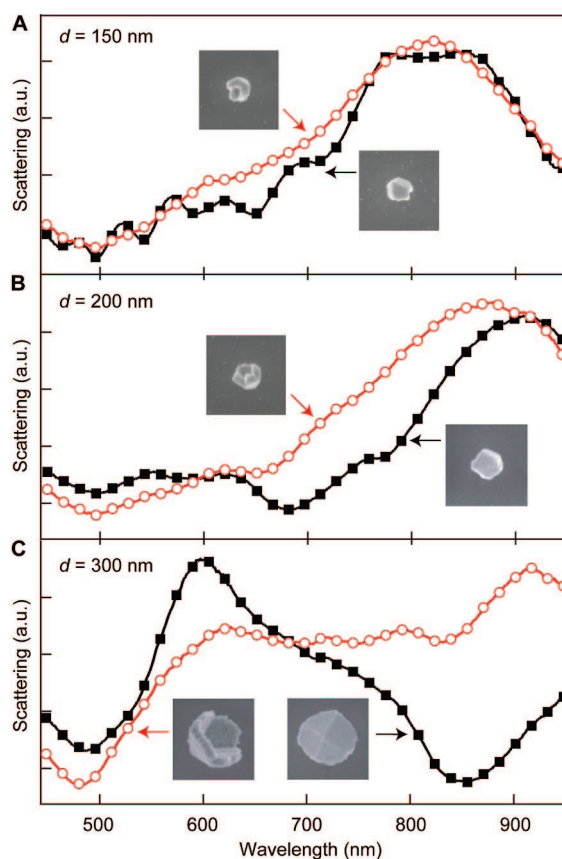 A
d = 150 nm
Scattering (a.u.)
B
d = 200 nm
Scattering (a.u.)
C
d = 300 nm
Scattering (a.u.)
500 600 700 800 900
Wavelength (nm)